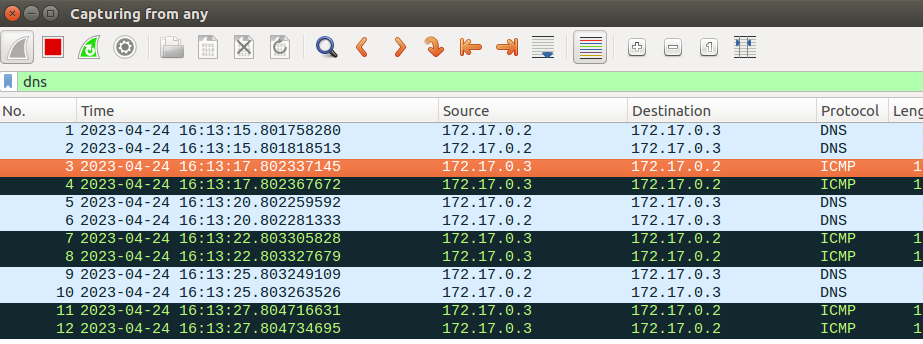 Capturing from any
dns
No. Time Source Destination Protocol
1 2023-04-24 16:13:15.801758280 172.17.0.2 172.17.0.3 DNS
2 2023-04-24 16:13:15.801818513 172.17.0.2 172.17.0.3 DNS
3 2023-04-24 16:13:17.802337145 172.17.0.3 172.17.0.2 ICMP 1
4 2023-04-24 16:13:17.802367672 172.17.0.3 172.17.0.2 ICMP 1
5 2023-04-24 16:13:20.802259592 172.17.0.2 172.17.0.3 DNS
6 2023-04-24 16:13:20.802281333 172.17.0.2 172.17.0.3 DNS
7 2023-04-24 16:13:22.803305828 172.17.0.3 172.17.0.2 ICMP 1
8 2023-04-24 16:13:22.803327679 172.17.0.3 172.17.0.2 ICMP 1
9 2023-04-24 16:13:25.803249109 172.17.0.2 172.17.0.3 DNS
10 2023-04-24 16:13:25.803263526 172.17.0.2 172.17.0.3 DNS
11 2023-04-24 16:13:27.804716631 172.17.0.3 172.17.0.2 ICMP 1
12 2023-04-24 16:13:27.804734695 172.17.0.3 172.17.0.2 ICMP 1